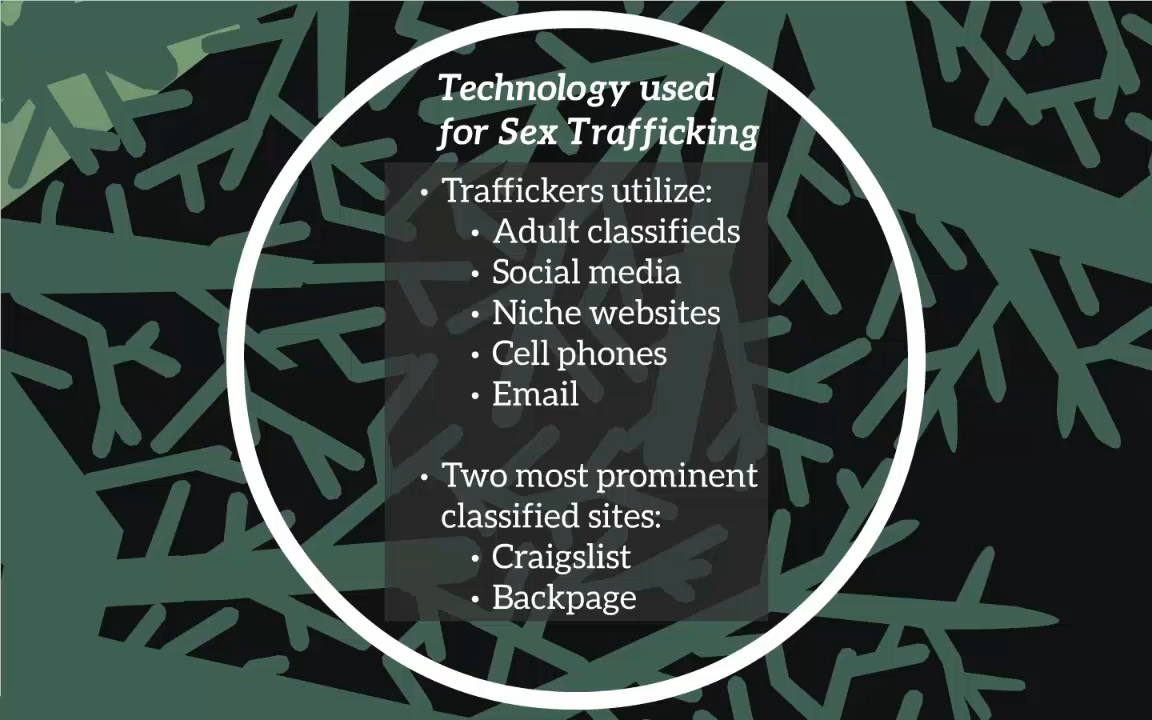 Technology used
for Sex Trafficking
• Traffickers utilize:
• Adult classifieds
• Social media
• Niche websites
• Cell phones
• Email
• Two most prominent
classified sites:
• Craigslist
• Backpage